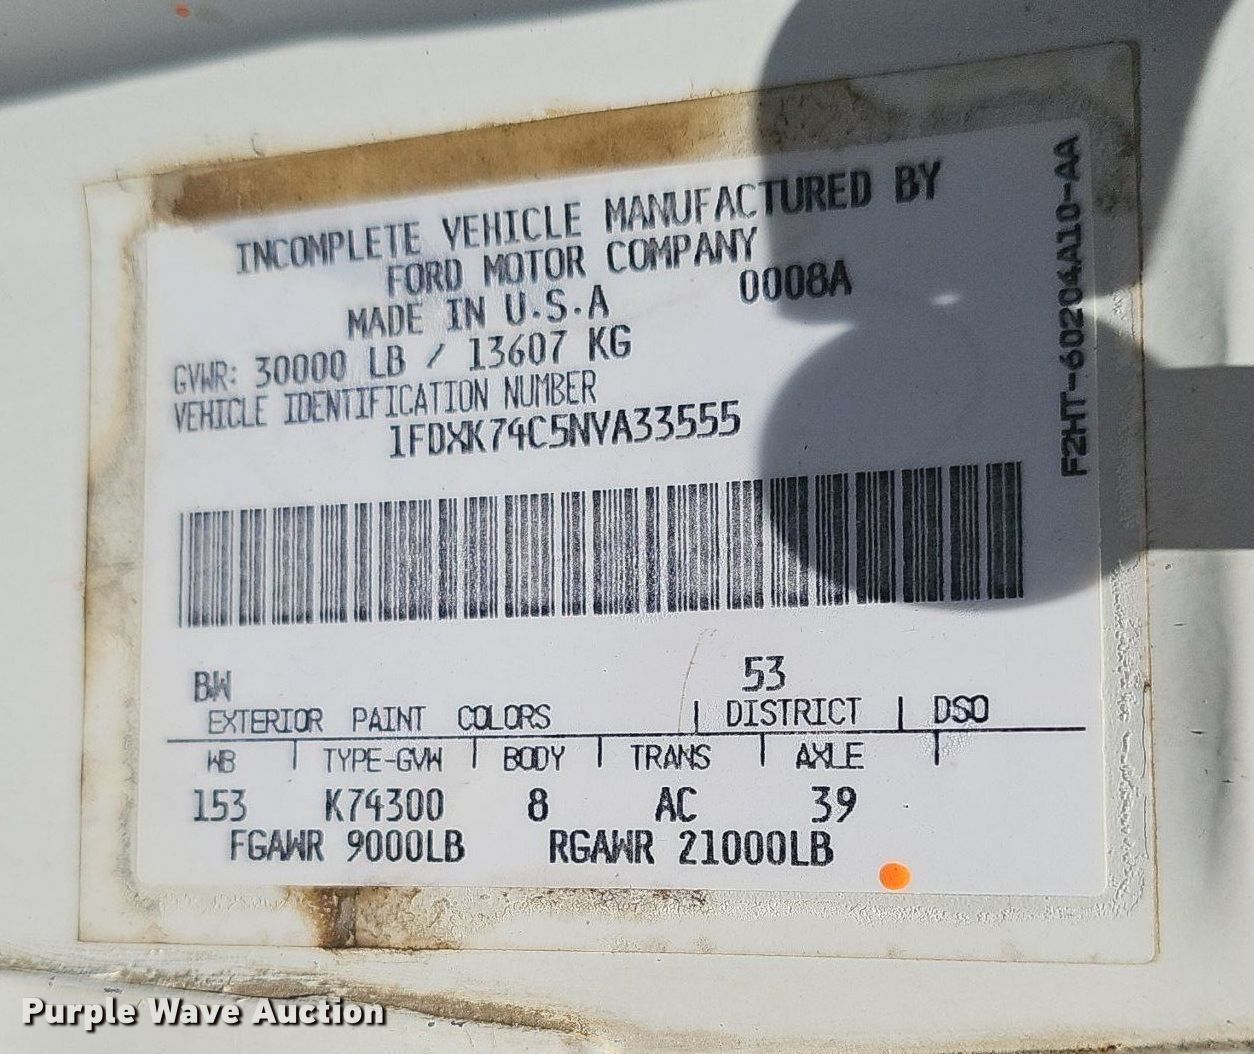 INCOMPLETE VEHICLE MANUFACTURED BY
FORD MOTOR COMPANY
MADE IN U.S.A 0008A
GVWR: 30000 LB / 13607 KG
VEHICLE IDENTIFICATION NUMBER
1FDXK74C5NVA33555
F2HT-60204A10-AA
BW 53
EXTERIOR PAINT COLORS | DISTRICT | DSO
WB | TYPE-GVW | BODY | TRANS | AXLE |
153 K74300 8 AC 39
FGAWR 9000LB RGAWR 21000LB
Purple Wave Auction